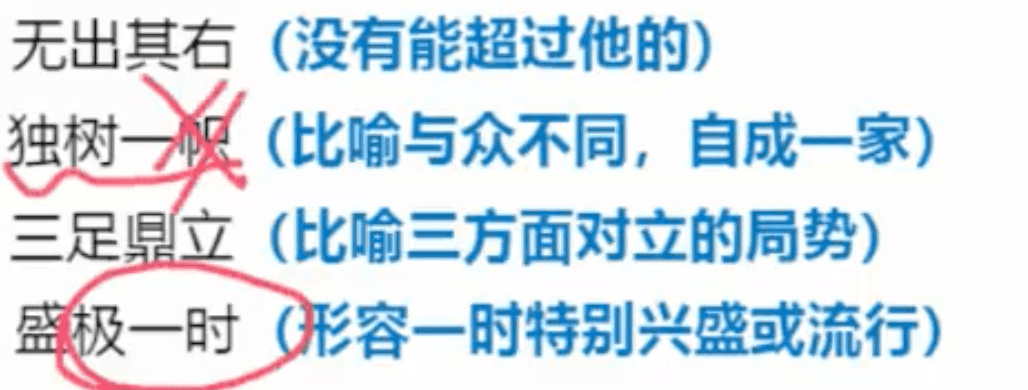 无出其右（没有能超过他的）
独树一帜（比喻与众不同，自成一家）
三足鼎立（比喻三方面对立的局势）
盛极一时（形容一时特别兴盛或流行）